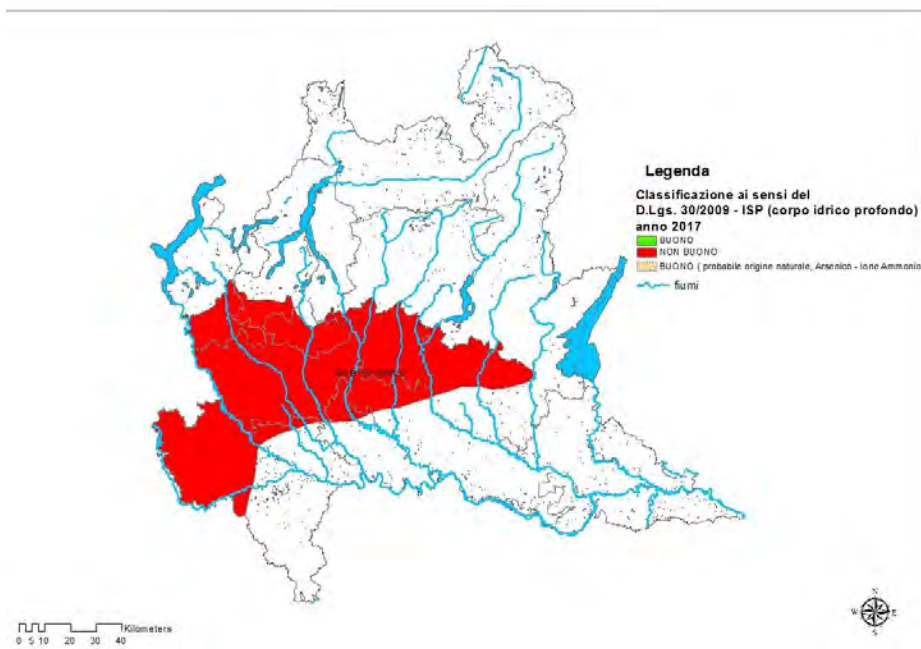 Legenda
Classificazione ai sensi del
D.Lgs. 30/2009 - ISP (corpo idrico profondo)
anno 2017
BUONO
NON BUONO
BUONO ( probabile origine naturale, Arsenico - Ione Ammonio
fiumi
N
W E
S
Kilometers
0 5 10 20 30 40